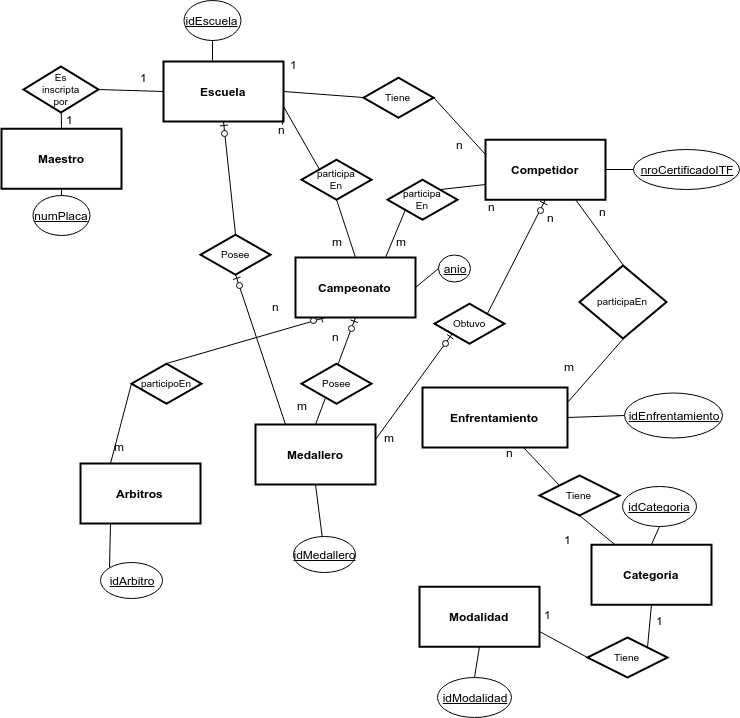 idEscuela
1
Es
inscripta
por
1
Escuela
Tiene
1
Maestro
n
n
Competidor
nroCertificadoITF
participa
En
participa
En
numPlaca
n
n
n
m
m
Posee
Campeonato
anio
participaEn
n
Obtuvo
n
m
participoEn
Posee
m
Enfrentamiento
idEnfrentamiento
m
m
Medallero
n
Arbitros
Tiene
idCategoria
1
idMedallero
idArbitro
Categoria
Modalidad
1
1
Tiene
idModalidad